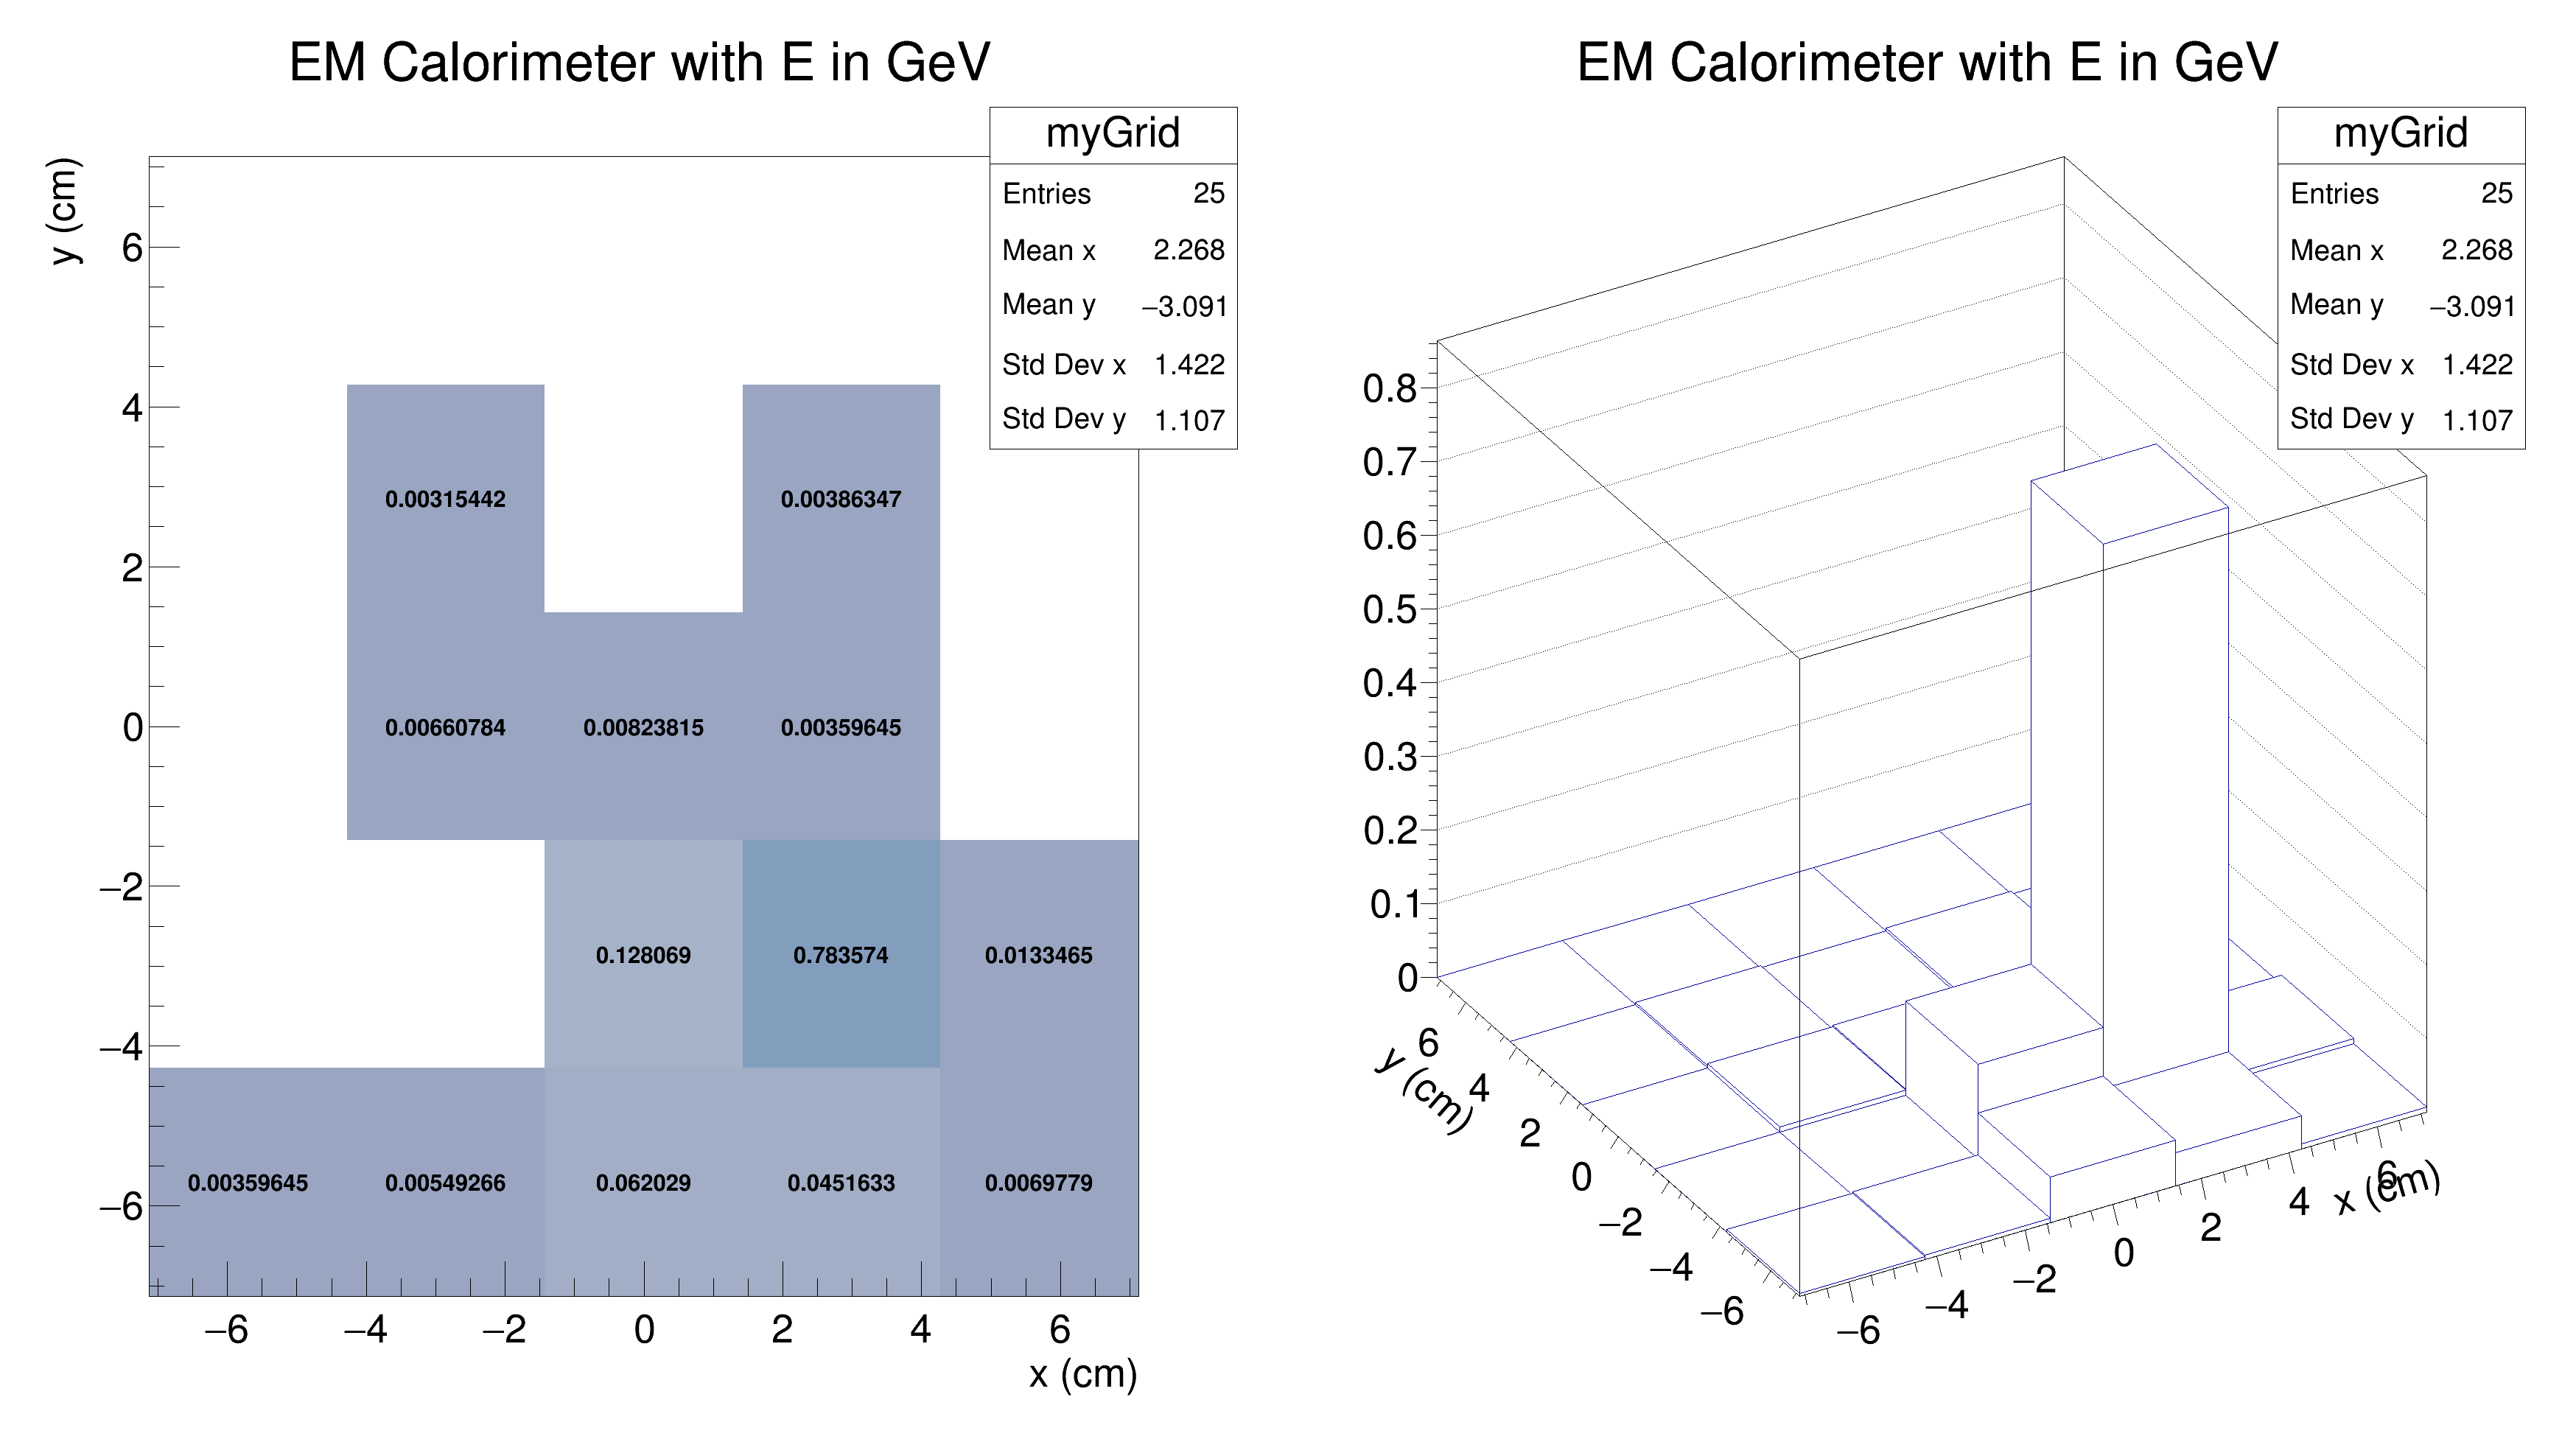 EM Calorimeter with E in GeV
myGrid
Entries 25
Mean x 2.268
Mean y −3.091
Std Dev x 1.422
Std Dev y 1.107
y (cm)
6
4
2
0
−2
−4
−6
0.00315442 0.00386347
0.00660784 0.00823815 0.00359645
0.128069 0.783574 0.0133465
0.00359645 0.00549266 0.062029 0.0451633 0.0069779
−6 −4 −2 0 2 4 6
x (cm)
EM Calorimeter with E in GeV
myGrid
Entries 25
Mean x 2.268
Mean y −3.091
Std Dev x 1.422
Std Dev y 1.107
0.8
0.7
0.6
0.5
0.4
0.3
0.2
0.1
0
y (cm)
6
4
2
0
−2
−4
−6
−6 −4 −2 0 2 4 6
x (cm)